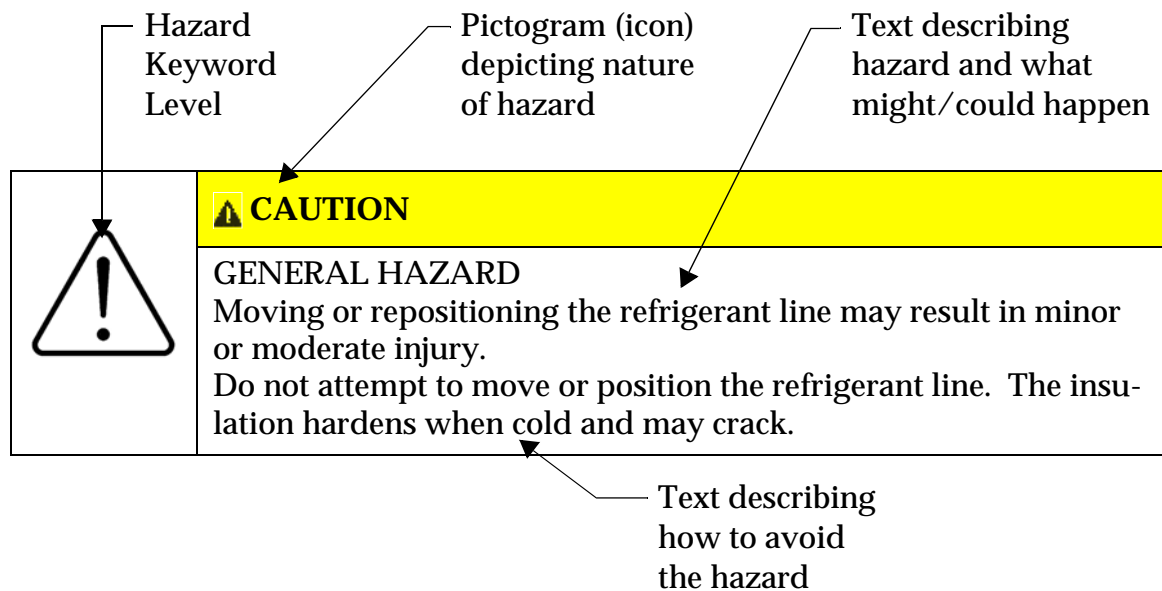 Hazard
Keyword
Level
Pictogram (icon)
depicting nature
of hazard
Text describing
hazard and what
might/could happen
CAUTION
GENERAL HAZARD
Moving or repositioning the refrigerant line may result in minor
or moderate injury.
Do not attempt to move or position the refrigerant line.  The insu-
lation hardens when cold and may crack.
Text describing
how to avoid
the hazard